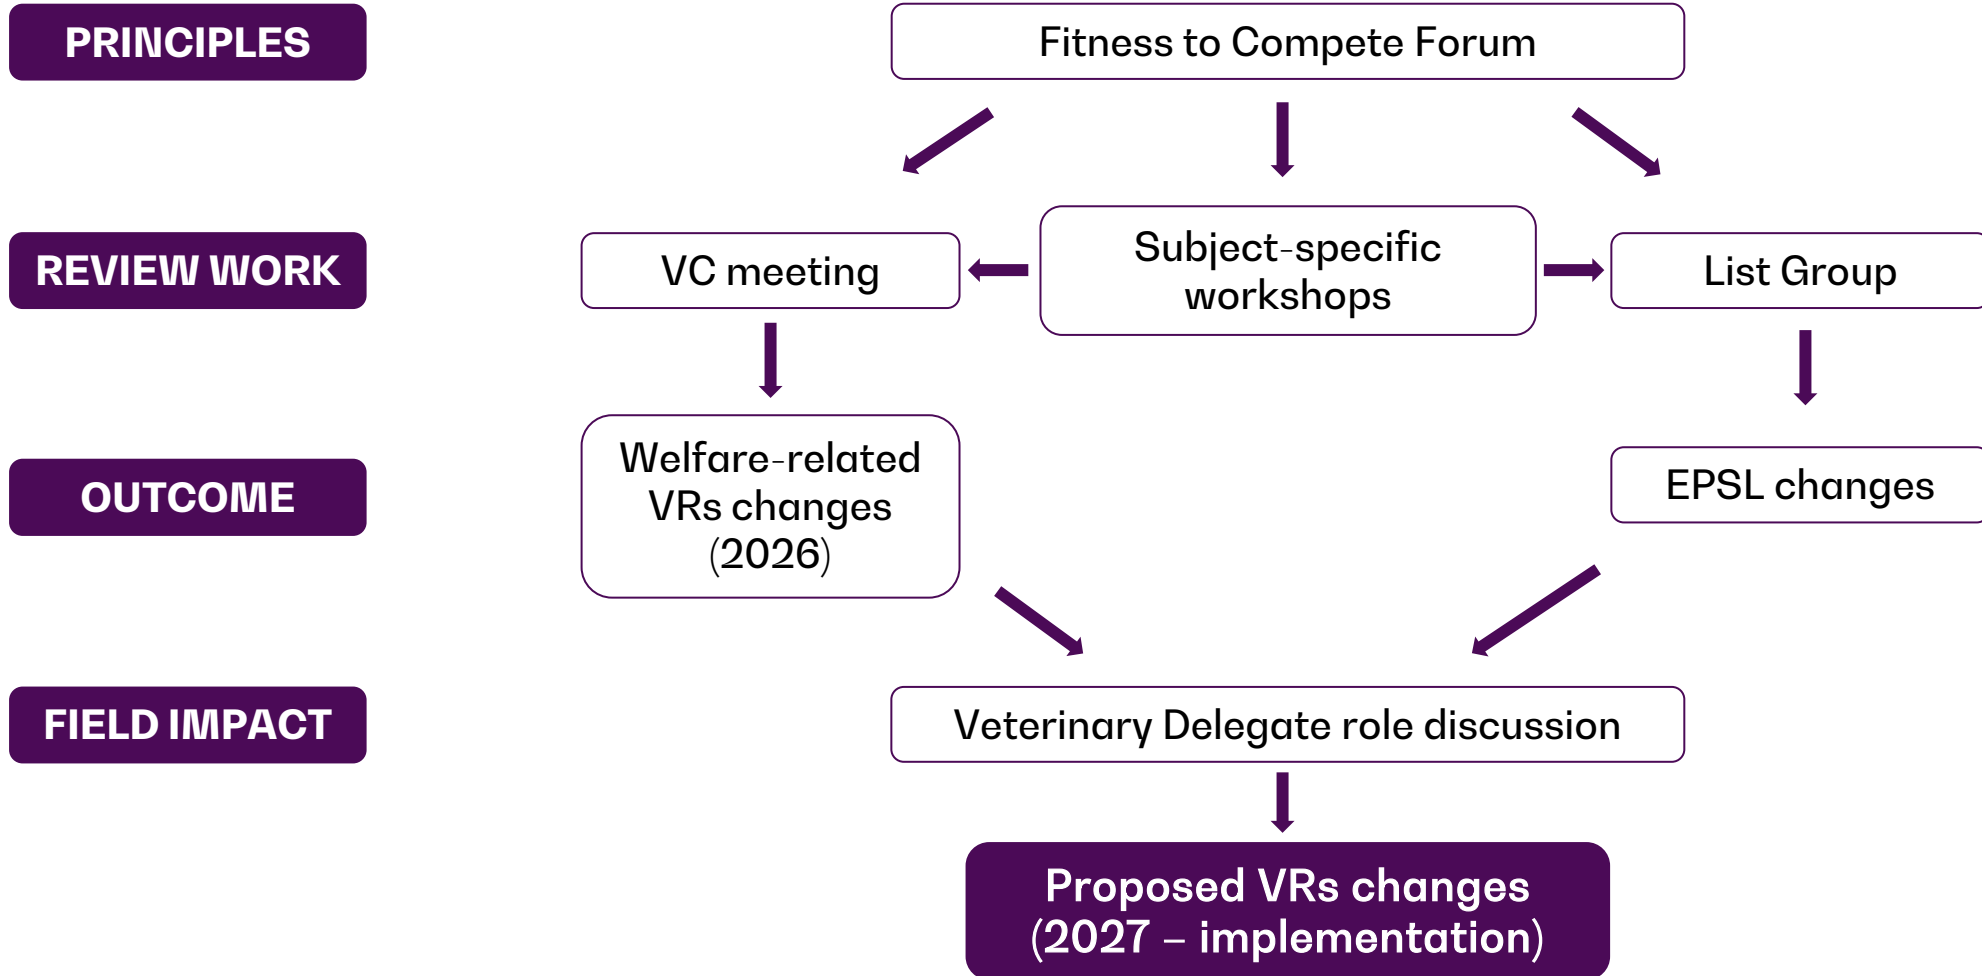 PRINCIPLES
Fitness to Compete Forum
REVIEW WORK
VC meeting
Subject-specific
workshops
List Group
OUTCOME
Welfare-related
VRs changes
(2026)
EPSL changes
FIELD IMPACT
Veterinary Delegate role discussion
Proposed VRs changes
(2027 – implementation)